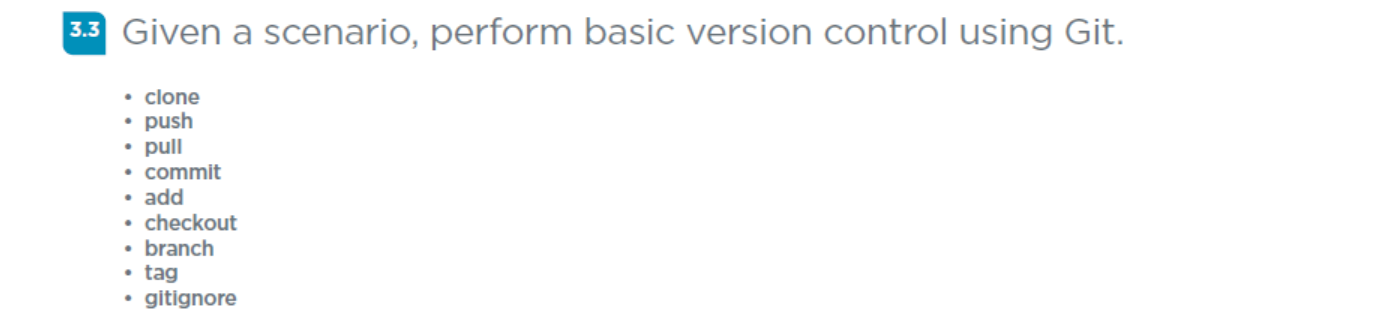 3.3 Given a scenario, perform basic version control using Git.
• clone
• push
• pull
• commit
• add
• checkout
• branch
• tag
• gitignore